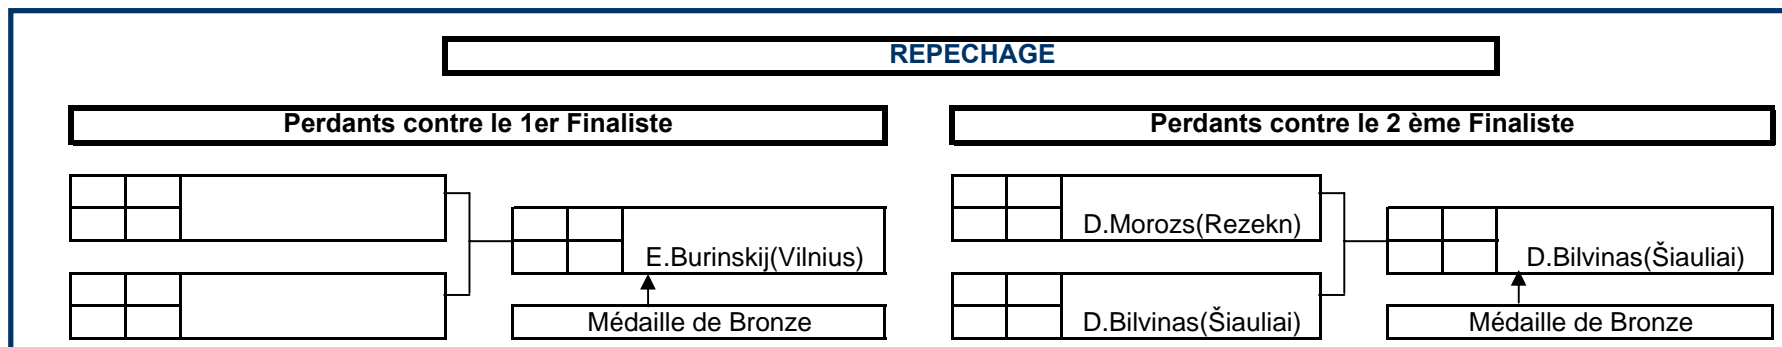 REPECHAGE
Perdants contre le 1er Finaliste
Perdants contre le 2 ème Finaliste
D.Morozs(Rezekn)
E.Burinskij(Vilnius)
D.Bilvinas(Šiauliai)
D.Bilvinas(Šiauliai)
Médaille de Bronze
Médaille de Bronze